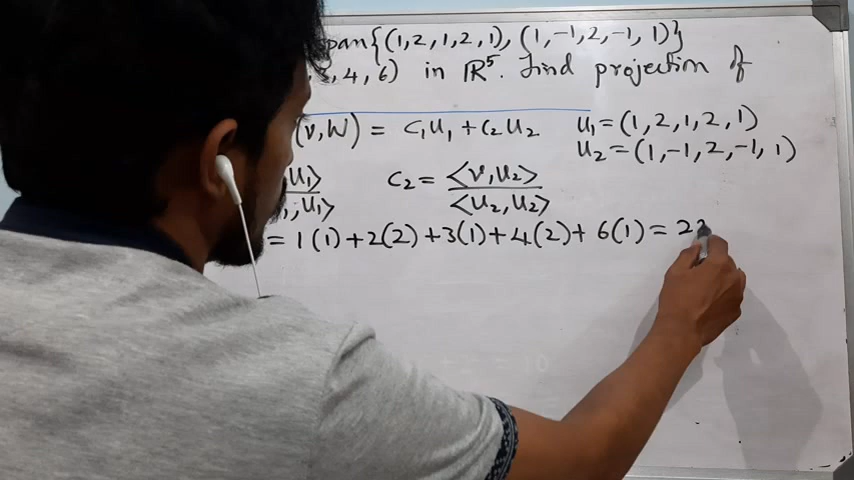 pan{(1,2,1,2,1), (1,-1,2,-1,1)}
3, 4, 6) in ℝ⁵. Find projection of
(v,W) = c₁u₁ + c₂u₂ u₁ = (1,2,1,2,1)
u₂ = (1,-1,2,-1,1)
u₁⟩ / , u₁⟩ c₂ = ⟨v,u₂⟩ / ⟨u₂,u₂⟩
= 1(1)+2(2)+3(1)+4(2)+6(1) = 22